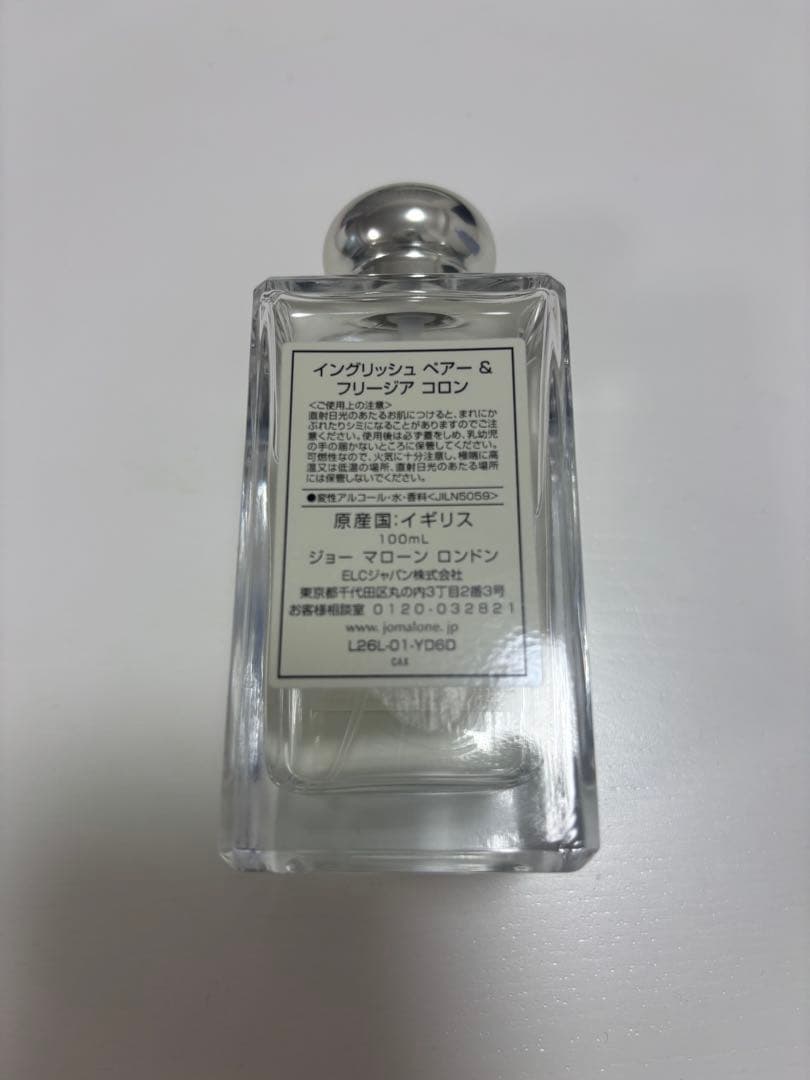 イングリッシュ ペアー &
フリージア コロン
<ご使用上の注意>
直射日光のあたるお肌につけると、まれにか
ぶれたりシミになることがありますのでご注
意ください。使用後は必ず蓋をしめ、乳幼児
の手の届かないところに保管してください。
可燃性なので、火気に十分注意し、極端に高
温又は低温の場所、直射日光のあたる場所
には保管しないでください。
●変性アルコール・水・香料<JILN5059>
原産国:イギリス
100mL
ジョー マローン ロンドン
ELCジャパン株式会社
東京都千代田区丸の内3丁目2番3号
お客様相談室 0120-032821
www.jomalone.jp
L26L-01-YD6D
CAX